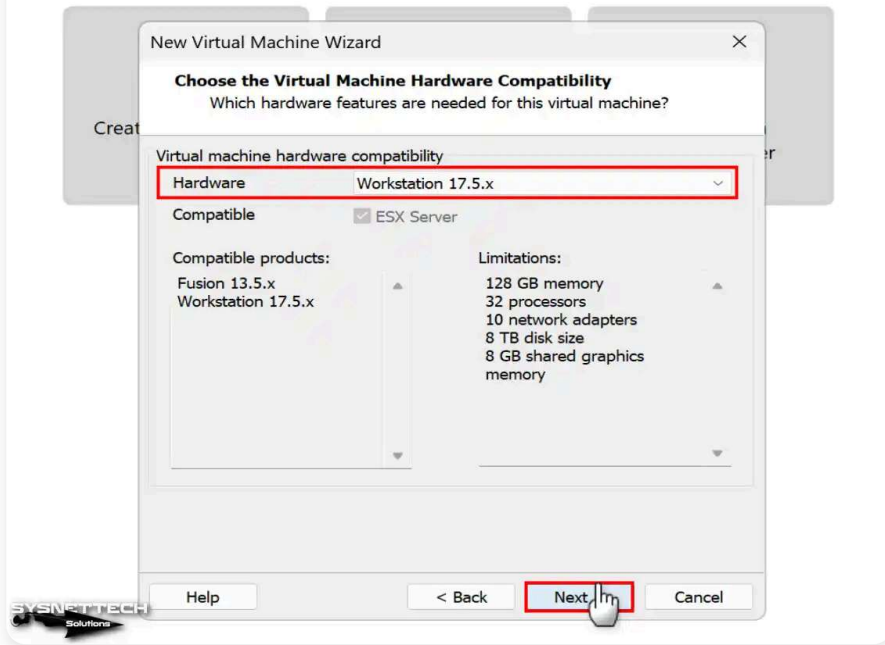 New Virtual Machine Wizard
Choose the Virtual Machine Hardware Compatibility
Which hardware features are needed for this virtual machine?
Creat
er
Virtual machine hardware compatibility
Hardware
Workstation 17.5.x
Compatible
ESX Server
Compatible products:
Fusion 13.5.x
Workstation 17.5.x
Limitations:
128 GB memory
32 processors
10 network adapters
8 TB disk size
8 GB shared graphics
memory
Help
< Back
Next
Cancel
SYSNETTECH
Solutions